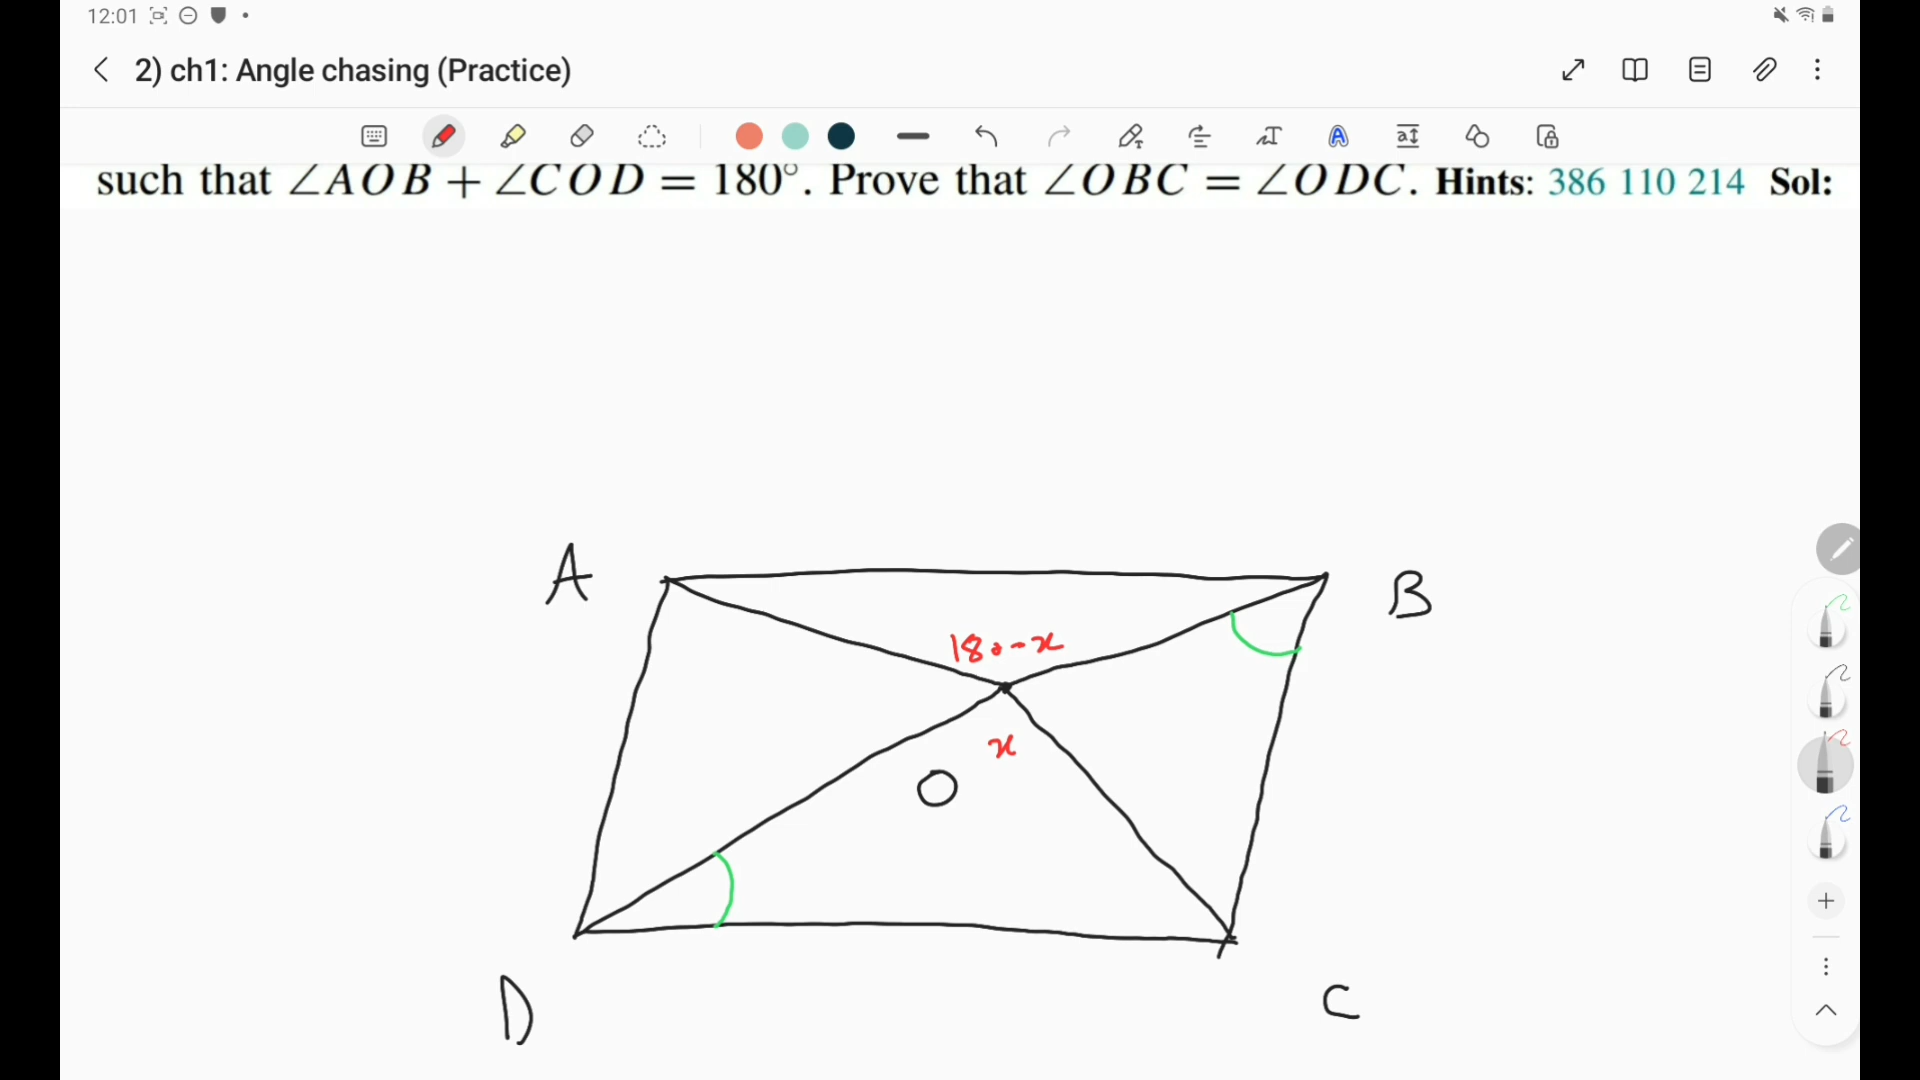 12:01
2) ch1: Angle chasing (Practice)
such that ∠AOB + ∠COD = 180°. Prove that ∠OBC = ∠ODC. Hints: 386 110 214 Sol:
A
B
180-x
x
O
D
C